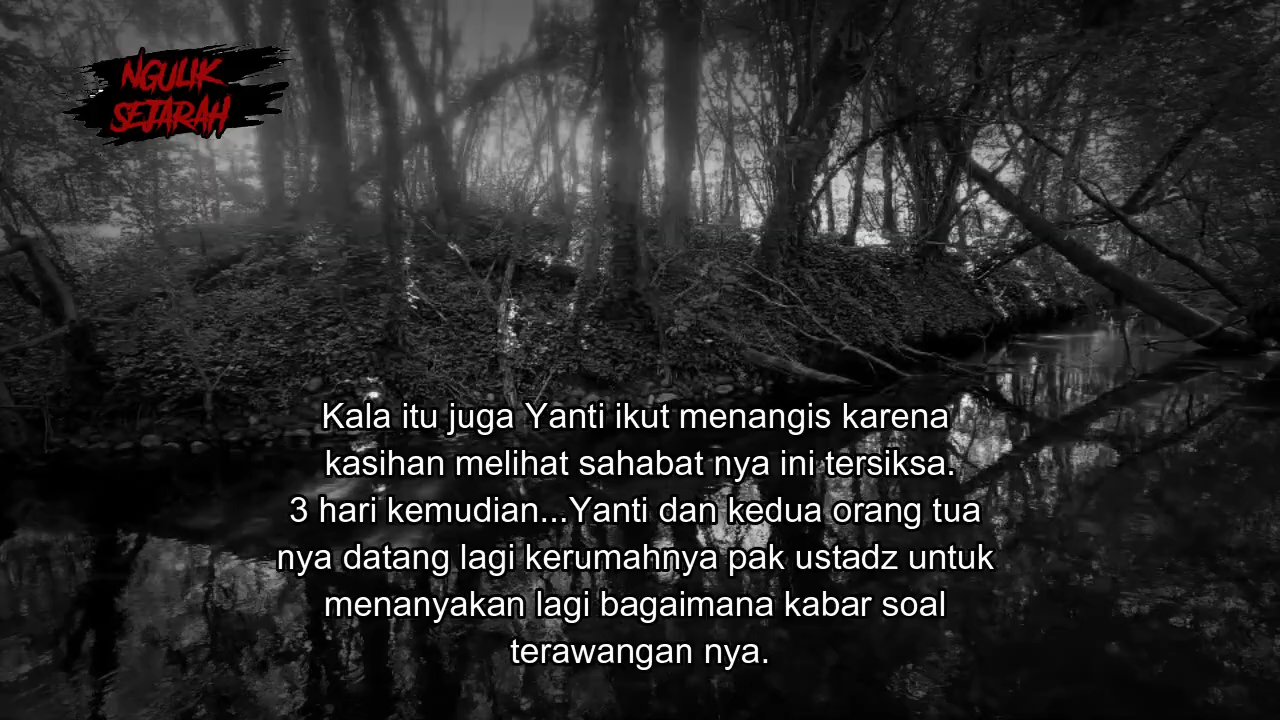 NGULIK
SEJARAH
Kala itu juga Yanti ikut menangis karena
kasihan melihat sahabat nya ini tersiksa.
3 hari kemudian...Yanti dan kedua orang tua
nya datang lagi kerumahnya pak ustadz untuk
menanyakan lagi bagaimana kabar soal
terawangan nya.